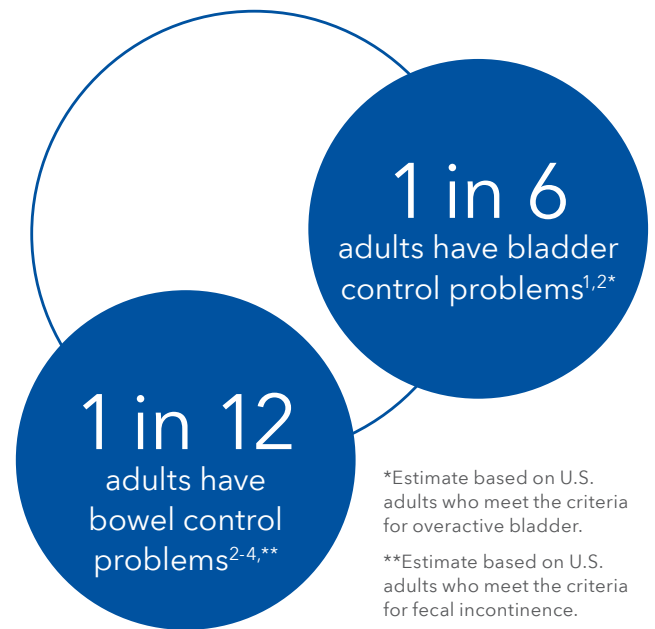 1 in 6
adults have bladder
control problems1,2*
1 in 12
adults have
bowel control
problems2-4,**
*Estimate based on U.S.
adults who meet the criteria
for overactive bladder.
**Estimate based on U.S.
adults who meet the criteria
for fecal incontinence.